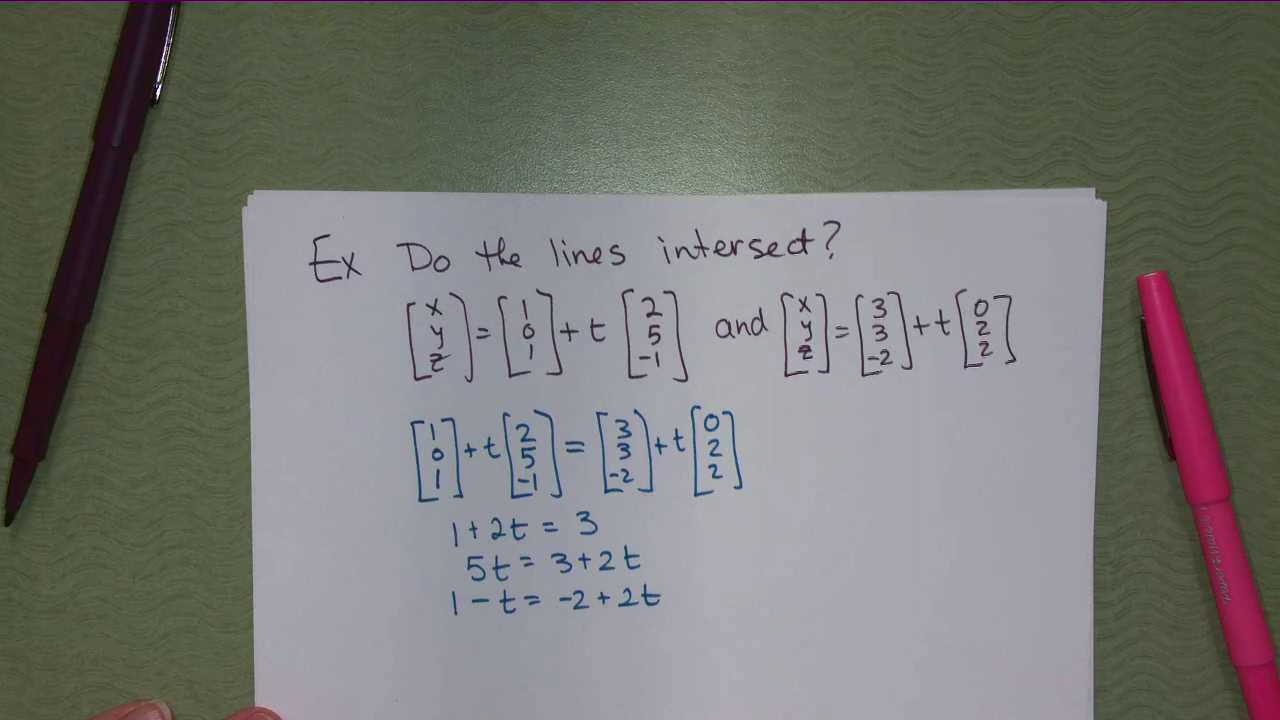 Ex Do the lines intersect?
[x y z] = [1 0 1] + t [2 5 -1] and [x y z] = [3 3 -2] + t [0 2 2]
[1 0 1] + t [2 5 -1] = [3 3 -2] + t [0 2 2]
1 + 2t = 3
5t = 3 + 2t
1 - t = -2 + 2t